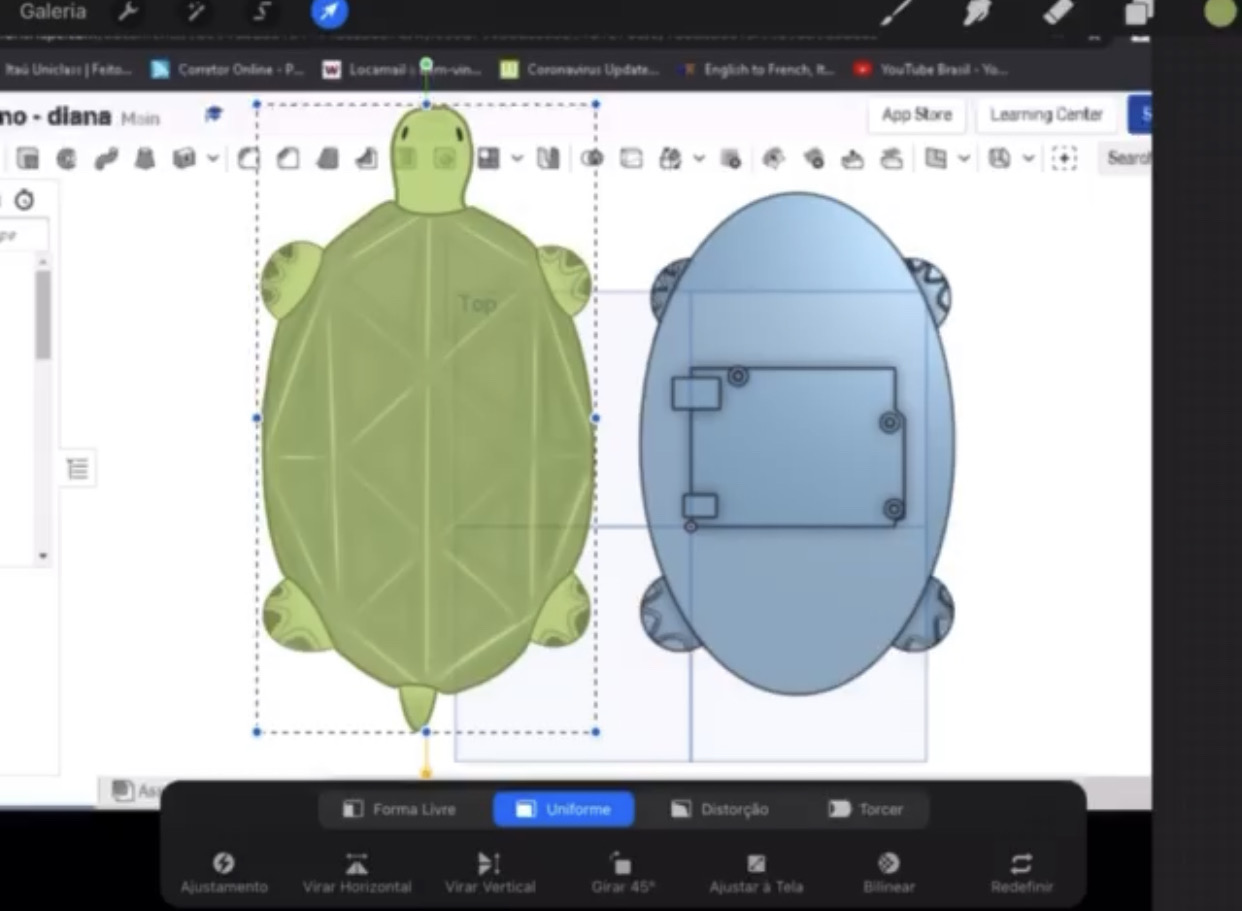 Galeria
Itaú Uniclass | Feito... Corretor Online - P... Locamail Coronavirus Update... English to French, It... YouTube Brasil - Yo...
no - diana Main App Store Learning Center
Top
Forma Livre Uniforme Distorção Torcer
Ajustamento Virar Horizontal Virar Vertical Girar 45° Ajustar à Tela Bilinear Redefinir